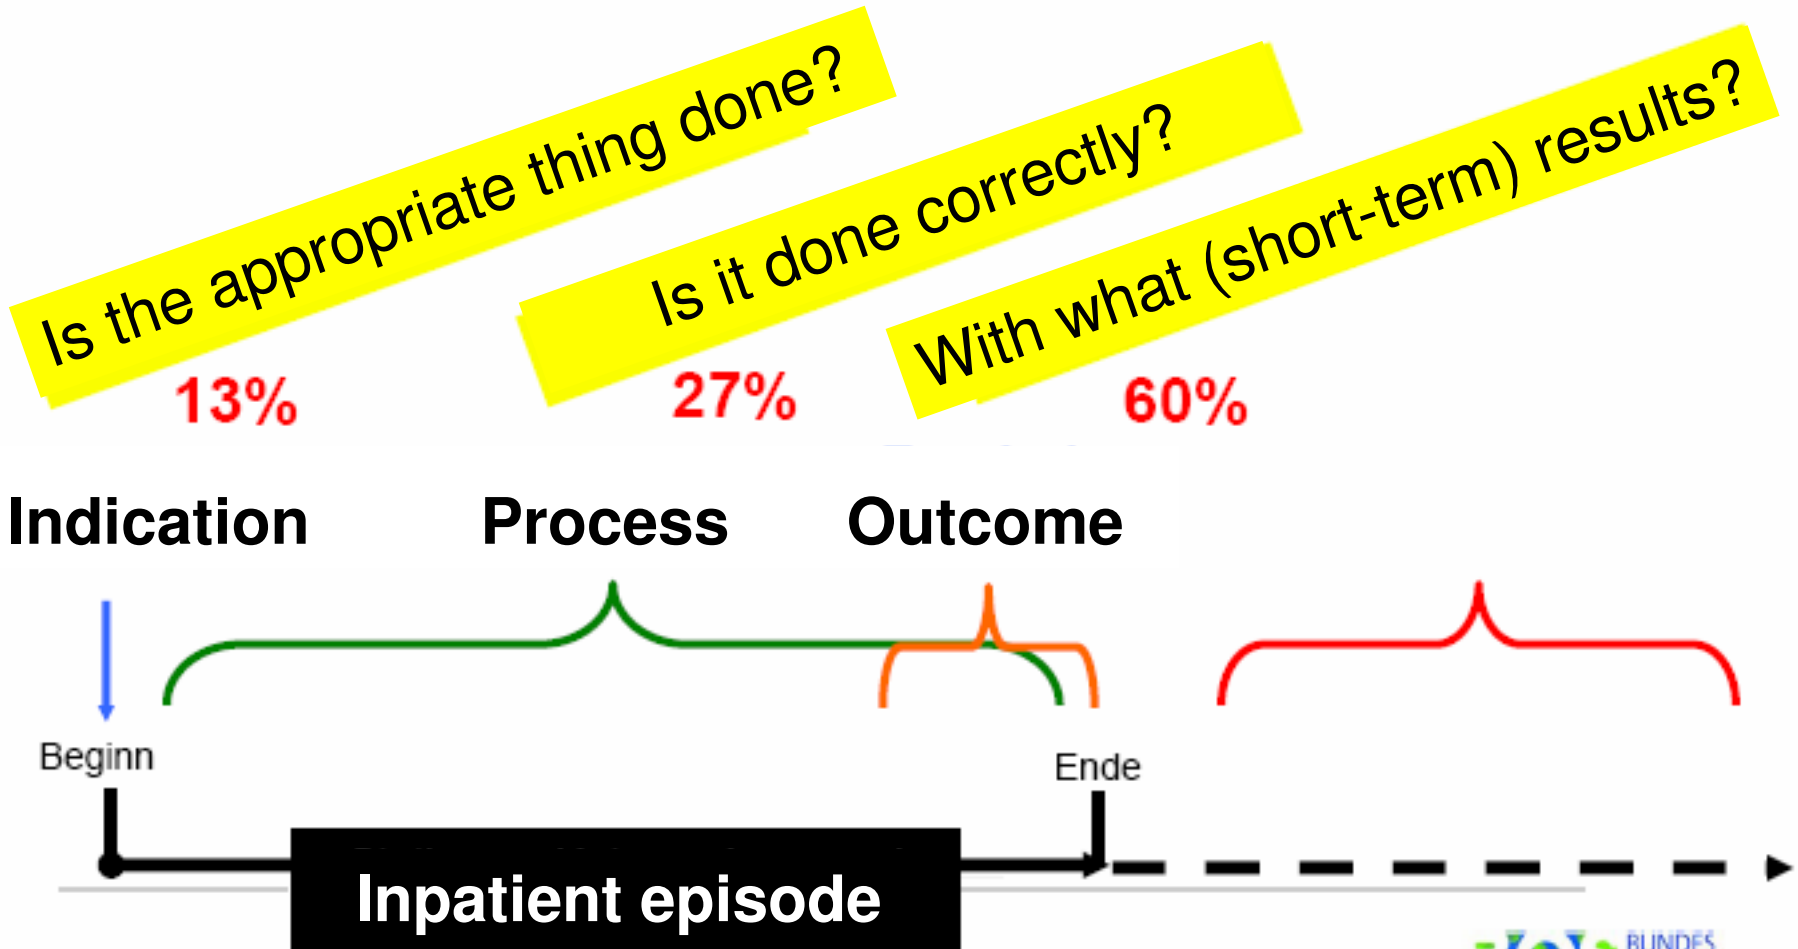 Is the appropriate thing done?
Is it done correctly?
With what (short-term) results?
13%
27%
60%
Indication
Process
Outcome
Beginn
Ende
Inpatient episode
BUNDES